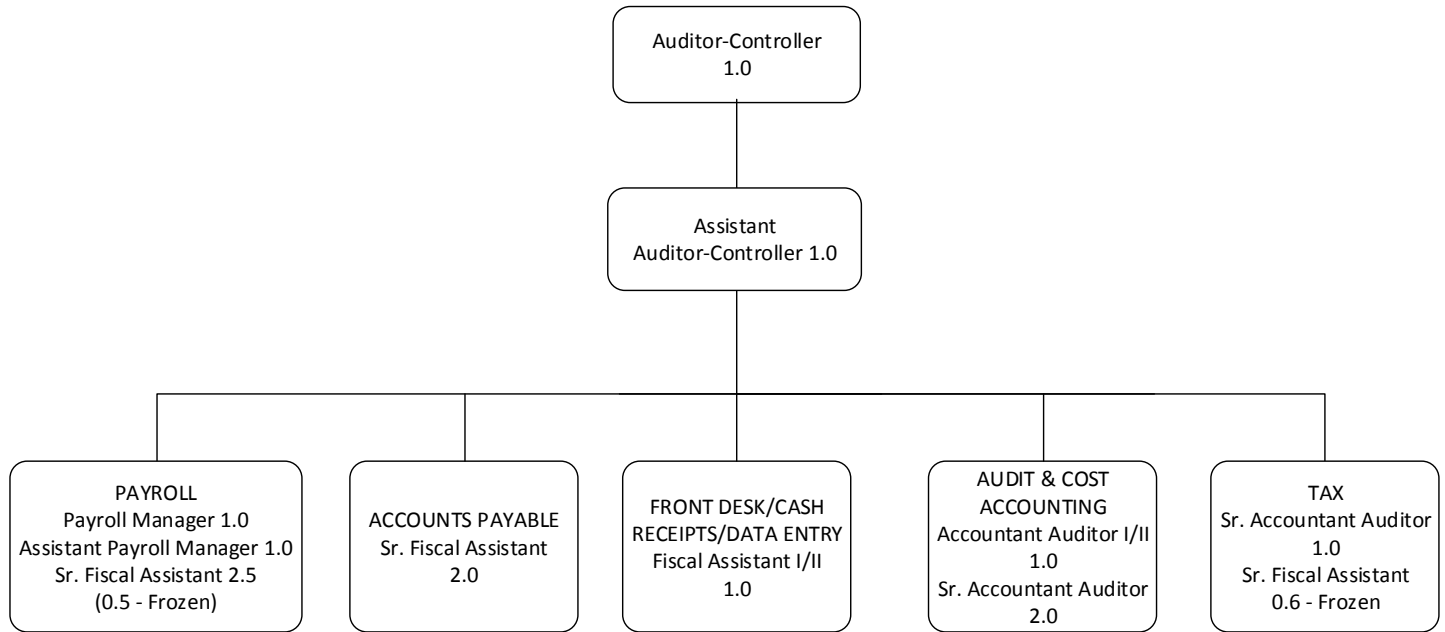 Auditor-Controller
1.0
Assistant
Auditor-Controller 1.0
PAYROLL
Payroll Manager 1.0
Assistant Payroll Manager 1.0
Sr. Fiscal Assistant 2.5
(0.5 - Frozen)
ACCOUNTS PAYABLE
Sr. Fiscal Assistant
2.0
FRONT DESK/CASH
RECEIPTS/DATA ENTRY
Fiscal Assistant I/II
1.0
AUDIT & COST
ACCOUNTING
Accountant Auditor I/II
1.0
Sr. Accountant Auditor
2.0
TAX
Sr. Accountant Auditor
1.0
Sr. Fiscal Assistant
0.6 - Frozen